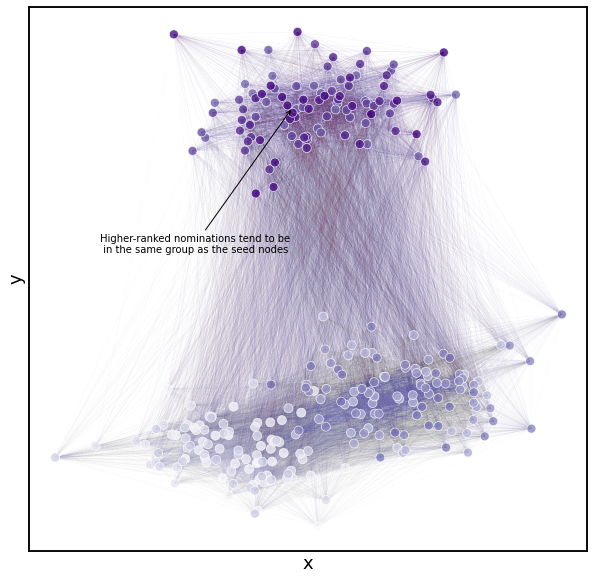 Higher-ranked nominations tend to be
in the same group as the seed nodes
y
x